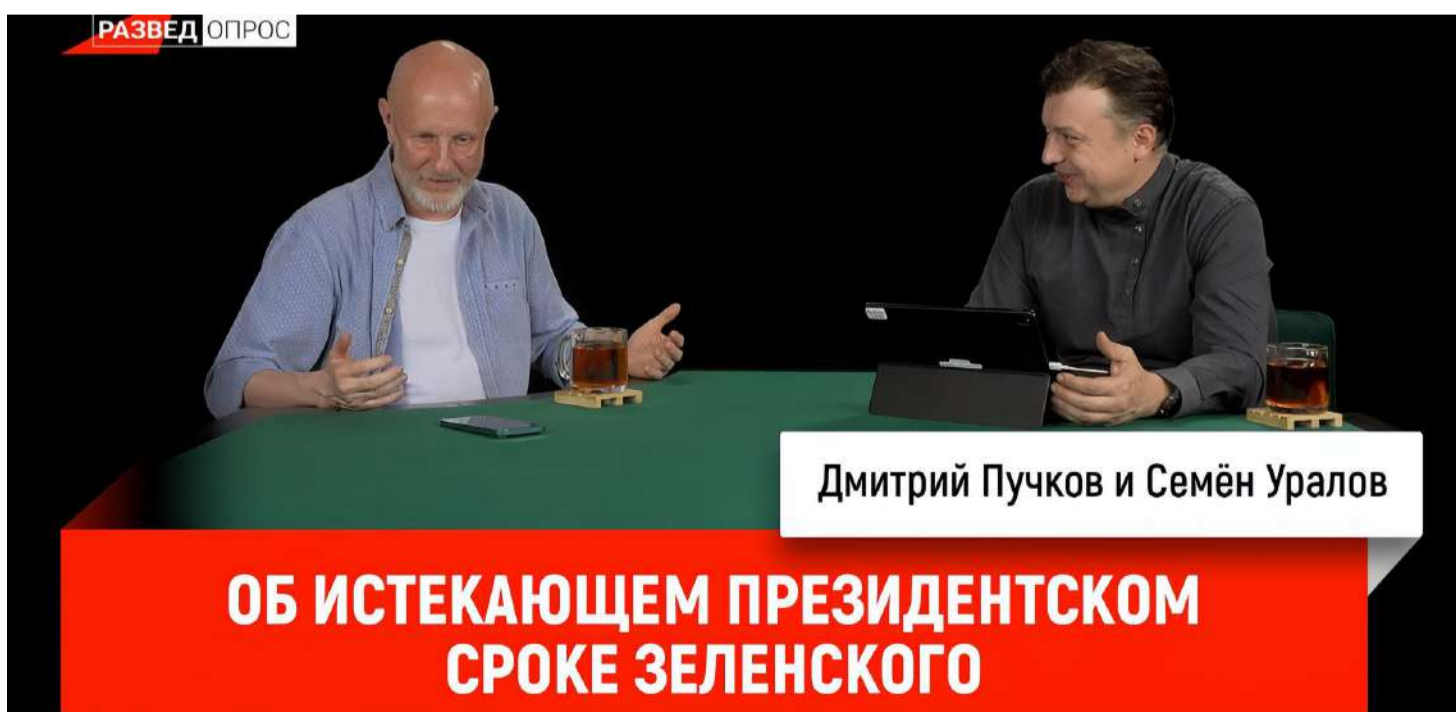 РАЗВЕД ОПРОС
Дмитрий Пучков и Семён Уралов
ОБ ИСТЕКАЮЩЕМ ПРЕЗИДЕНТСКОМ
СРОКЕ ЗЕЛЕНСКОГО